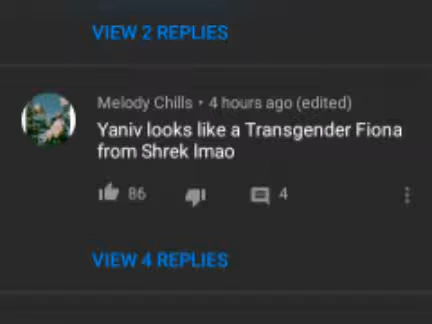 VIEW 2 REPLIES
Melody Chills • 4 hours ago (edited)
Yaniv looks like a Transgender Fiona
from Shrek lmao
86
4
VIEW 4 REPLIES